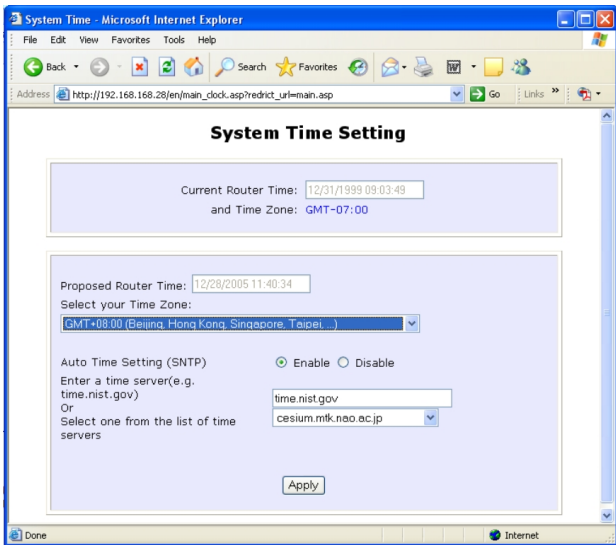 System Time - Microsoft Internet Explorer
File Edit View Favorites Tools Help
Back Search Favorites
Address http://192.168.168.28/en/main_clock.asp?redrict_url=main.asp Go Links »
System Time Setting
Current Router Time: 12/31/1999 09:03:49
and Time Zone: GMT-07:00
Proposed Router Time: 12/28/2005 11:40:34
Select your Time Zone:
GMT+08:00 (Beijing, Hong Kong, Singapore, Taipei, ...)
Auto Time Setting (SNTP) Enable Disable
Enter a time server(e.g.
time.nist.gov) time.nist.gov
Or
Select one from the list of time cesium.mtk.nao.ac.jp
servers
Apply
Done Internet